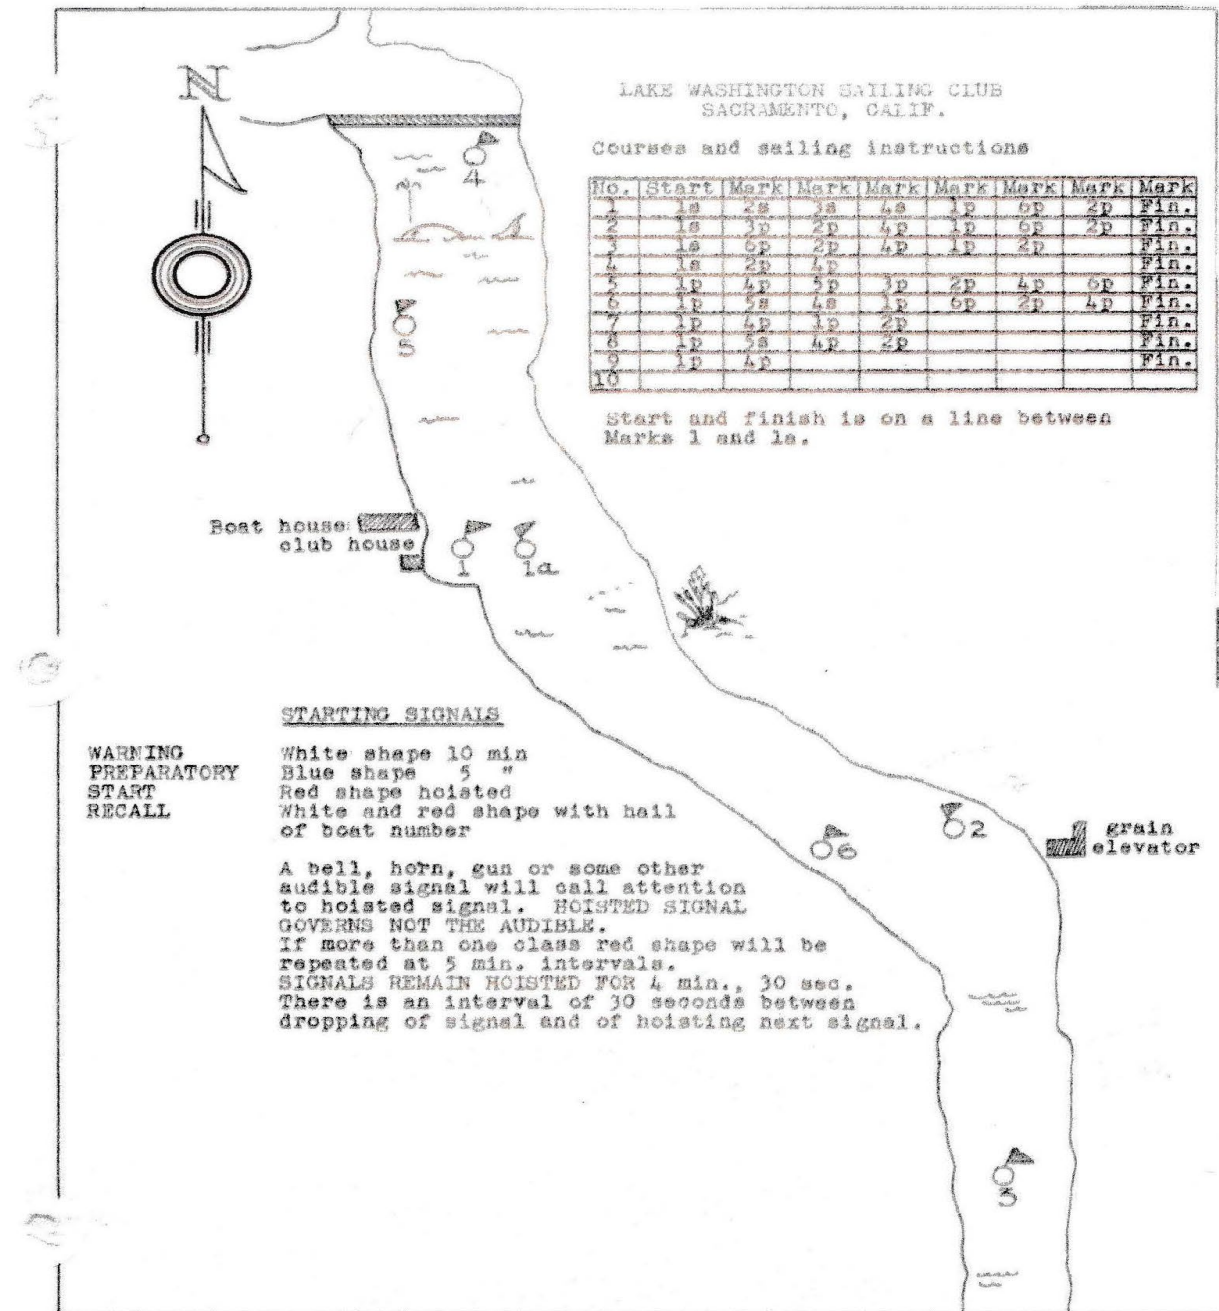 N
LAKE WASHINGTON SAILING CLUB
SACRAMENTO, CALIF.
Courses and sailing instructions
No. Start Mark Mark Mark Mark Mark Mark Mark
1 1s 2s 3s 4s 1p 6p 2p Fin.
2 1s 3p 2p 4p 1p 6p 2p Fin.
3 1s 6p 2p 4p 1p 2p Fin.
4 1s 2p 4p Fin.
5 1p 4p 5p 3p 2p 4p 6p Fin.
6 1p 5s 4s 1p 6p 2p 4p Fin.
7 1p 4p 1p 2p Fin.
8 1p 5s 4p 2p Fin.
9 1p 4p Fin.
10
Start and finish is on a line between
Marks 1 and 1a.
4
5
Boat house
club house
1
1a
2
6
grain
elevator
3
STARTING SIGNALS
WARNING White shape 10 min
PREPARATORY Blue shape 5 "
START Red shape hoisted
RECALL White and red shape with hail
of boat number
A bell, horn, gun or some other
audible signal will call attention
to hoisted signal. HOISTED SIGNAL
GOVERNS NOT THE AUDIBLE.
If more than one class red shape will be
repeated at 5 min. intervals.
SIGNALS REMAIN HOISTED FOR 4 min., 30 sec.
There is an interval of 30 seconds between
dropping of signal and of hoisting next signal.